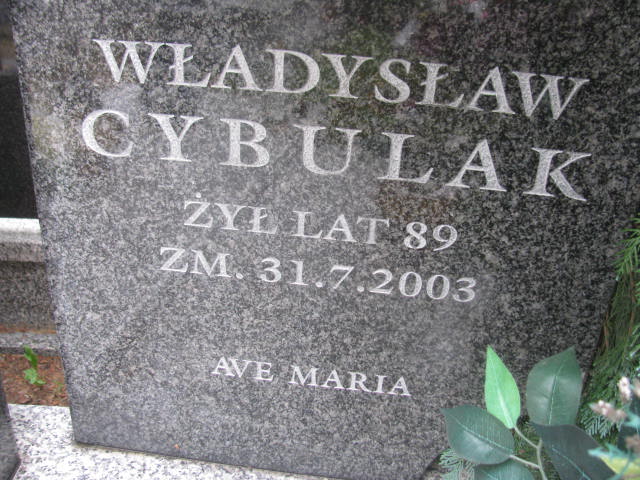 WŁADYSŁAW
CYBULAK
ŻYŁ LAT 89
ZM. 31.7.2003
AVE MARIA